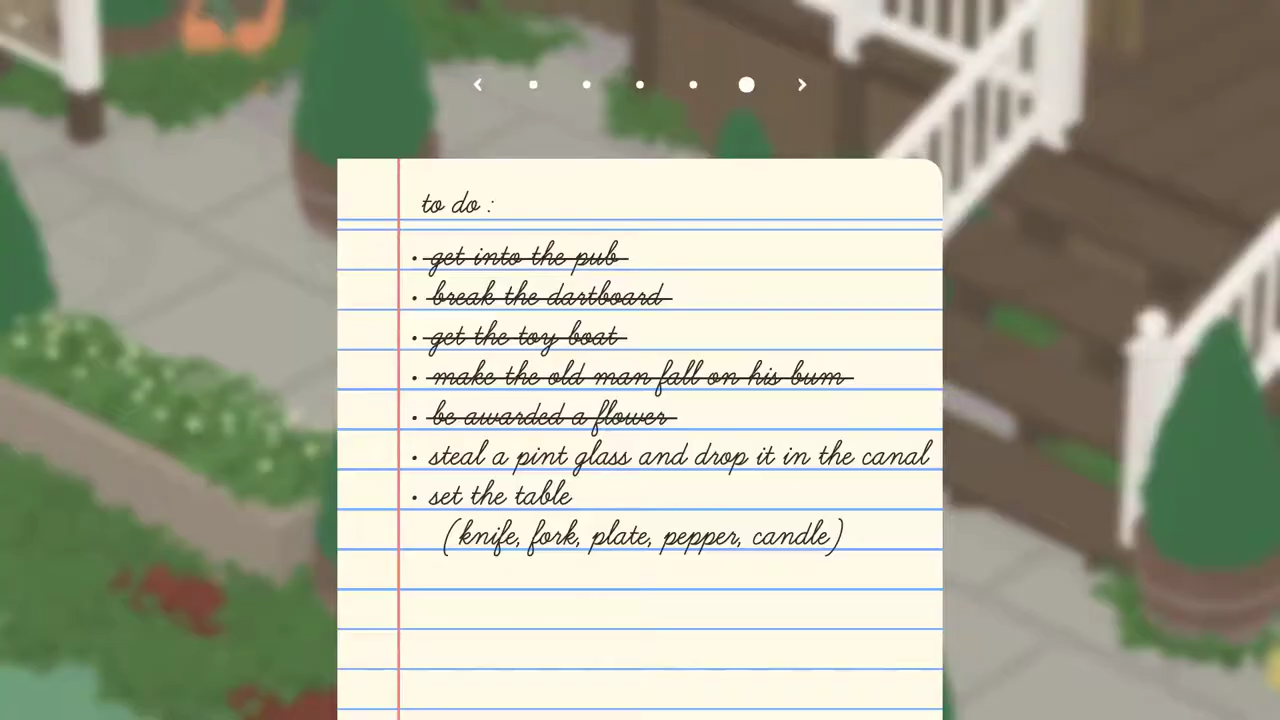 to do :
• get into the pub
• break the dartboard
• get the toy boat
• make the old man fall on his bum
• be awarded a flower
• steal a pint glass and drop it in the canal
• set the table
(knife, fork, plate, pepper, candle)